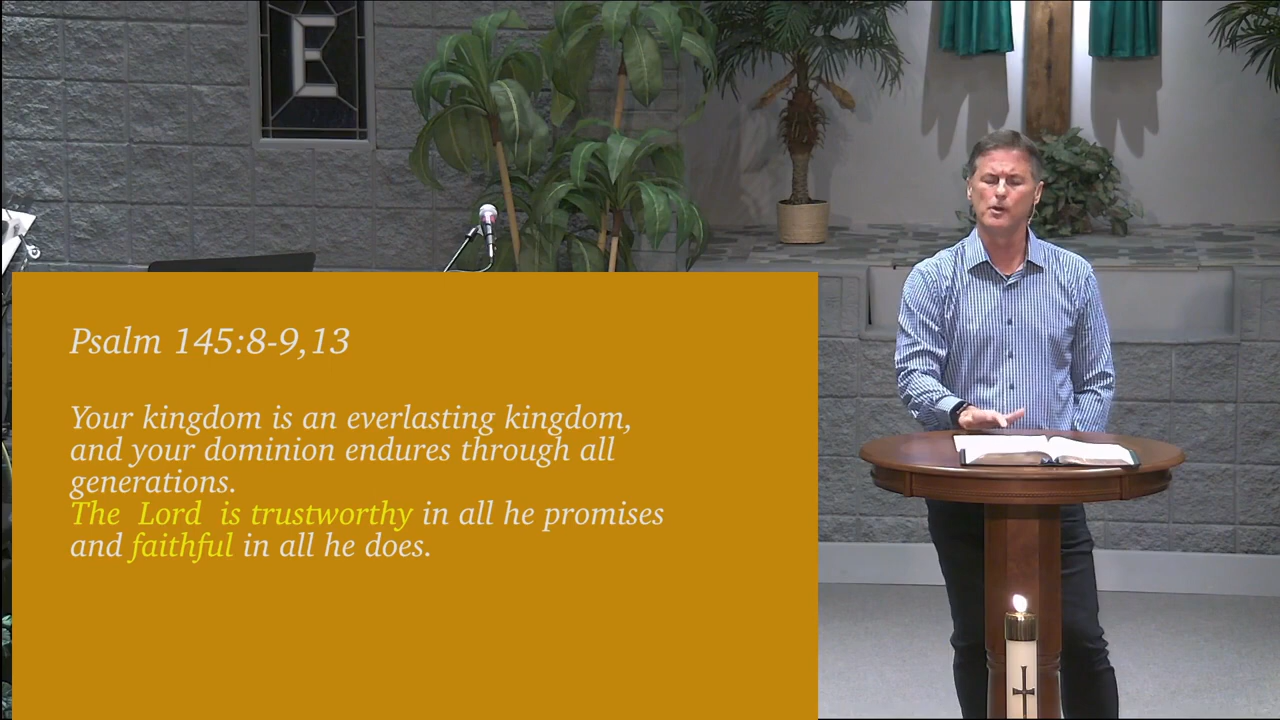 E
Psalm 145:8-9,13
Your kingdom is an everlasting kingdom,
and your dominion endures through all
generations.
The  Lord  is trustworthy in all he promises
and faithful in all he does.